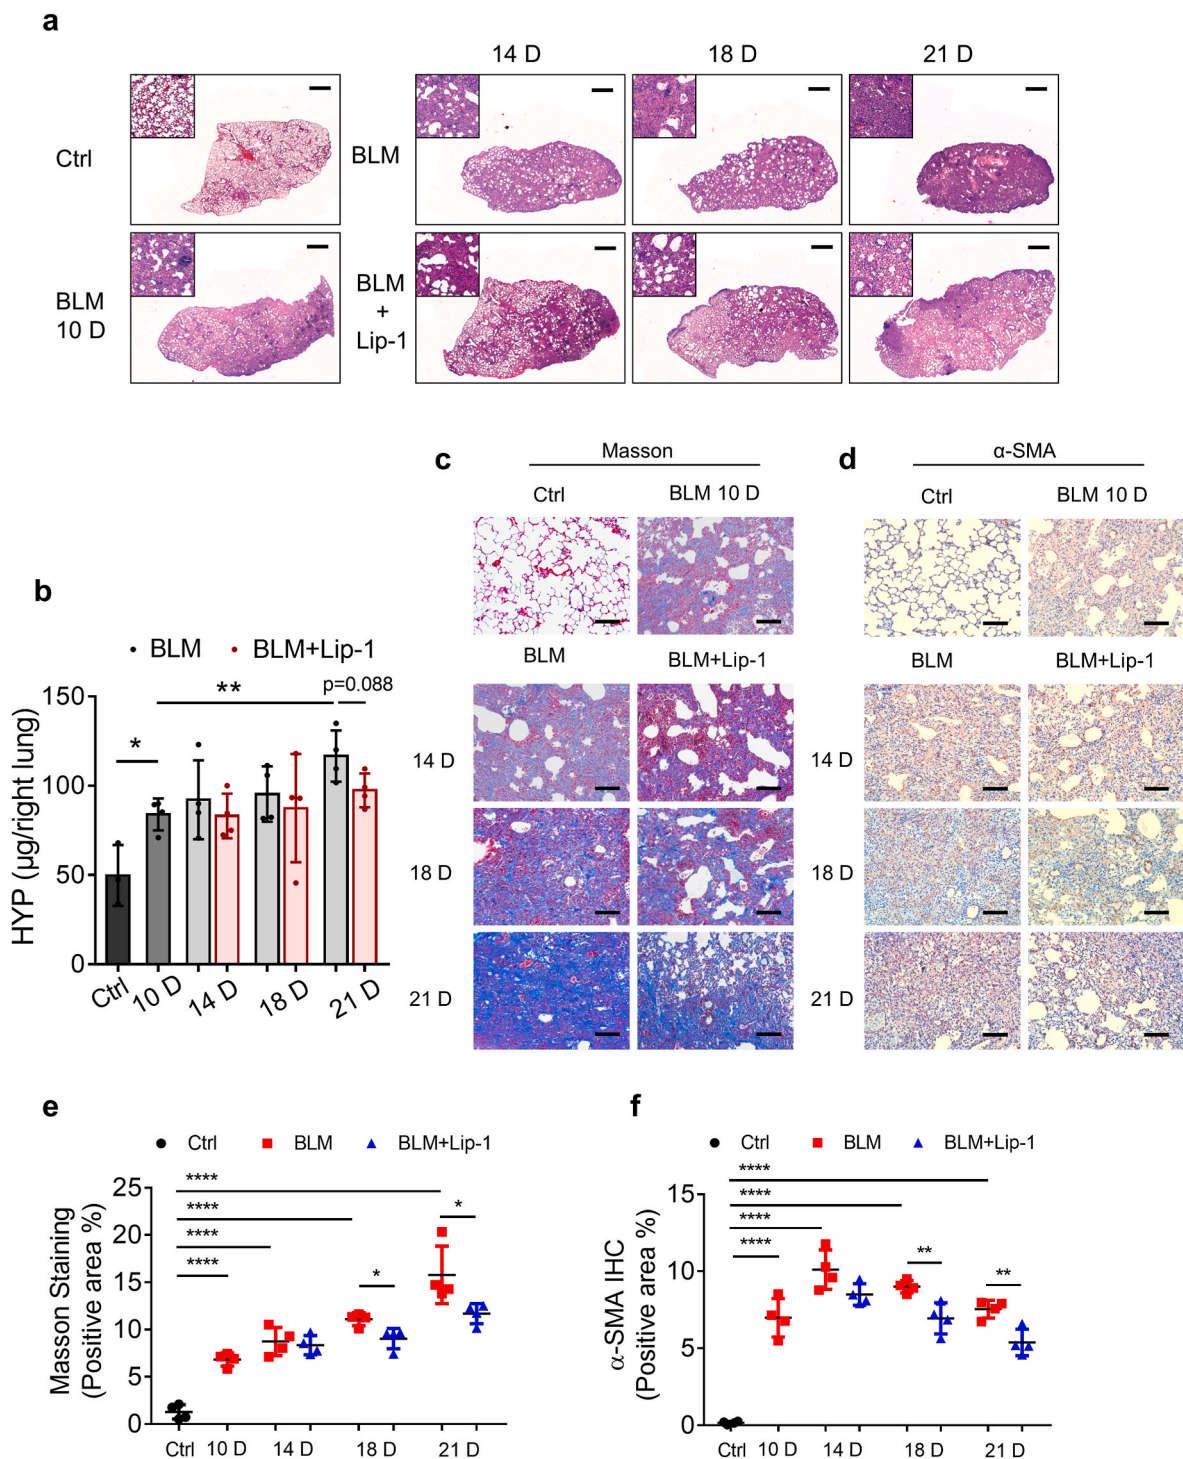 a
14 D 18 D 21 D
Ctrl
BLM
BLM
10 D
BLM
+
Lip-1
b
BLM BLM+Lip-1
** p=0.088
*
HYP (μg/right lung)
150
100
50
0
Ctrl 10 D 14 D 18 D 21 D
c
Masson
Ctrl BLM 10 D
BLM BLM+Lip-1
14 D
18 D
21 D
d
α-SMA
Ctrl BLM 10 D
BLM BLM+Lip-1
14 D
18 D
21 D
e
Ctrl BLM BLM+Lip-1
****
****
****
****
*
*
Masson Staining
(Positive area %)
25
20
15
10
5
0
Ctrl 10 D 14 D 18 D 21 D
f
Ctrl BLM BLM+Lip-1
****
****
****
****
**
**
α-SMA IHC
(Positive area %)
15
10
5
0
Ctrl 10 D 14 D 18 D 21 D